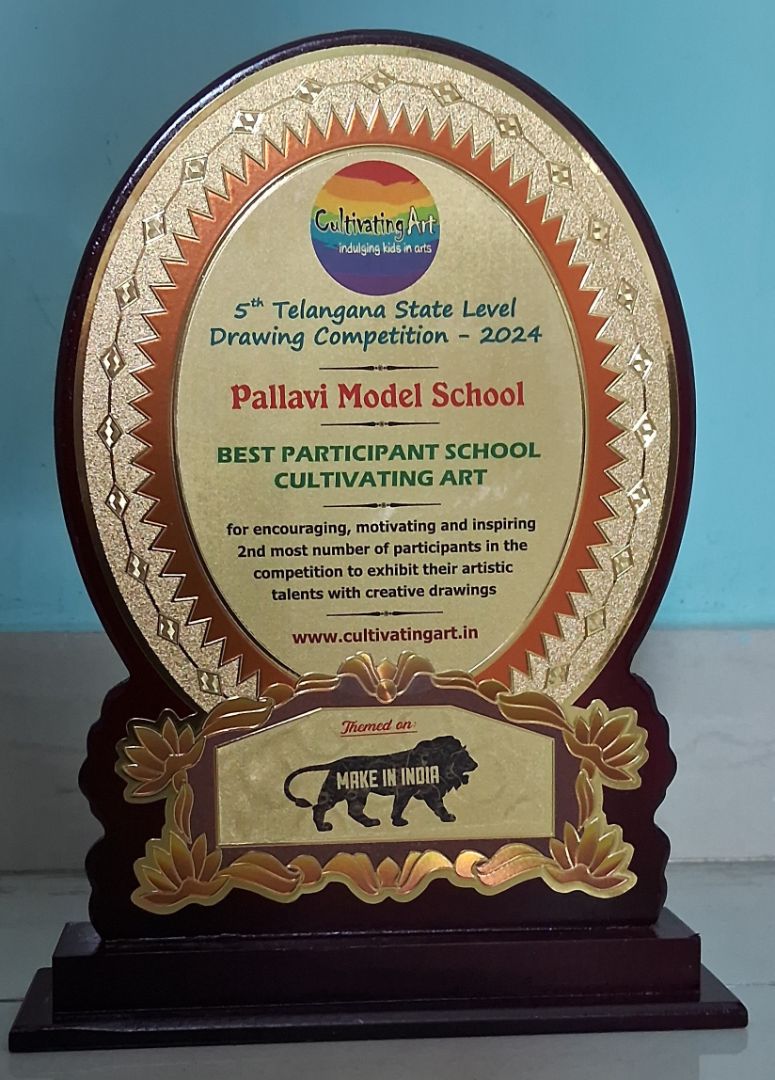 Cultivating Art
indulging kids in arts
5th Telangana State Level
Drawing Competition - 2024
Pallavi Model School
BEST PARTICIPANT SCHOOL
CULTIVATING ART
for encouraging, motivating and inspiring
2nd most number of participants in the
competition to exhibit their artistic
talents with creative drawings
www.cultivatingart.in
Themed on:
MAKE IN INDIA